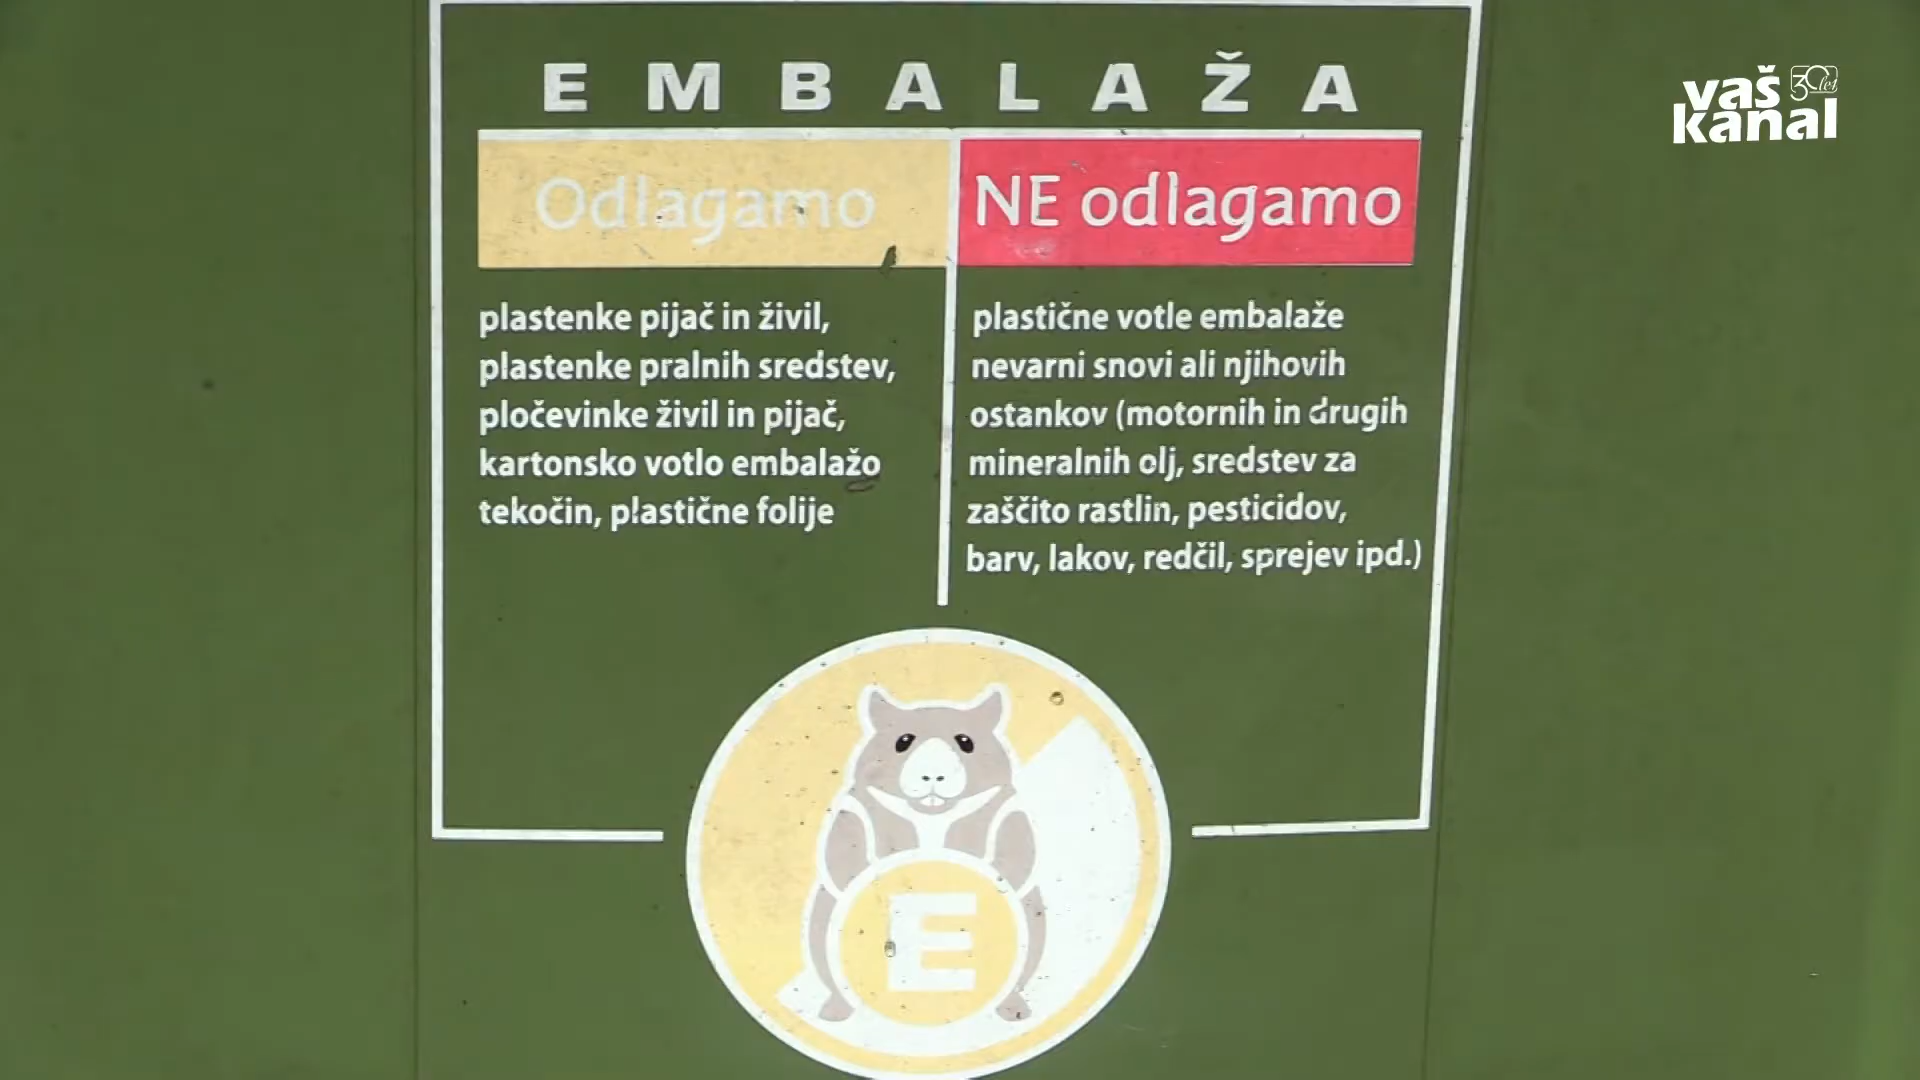 EMBALAŽA
vaš 30 let
kanal
Odlagamo
NE odlagamo
plastenke pijač in živil,
plastenke pralnih sredstev,
pločevinke živil in pijač,
kartonsko votlo embalažo
tekočin, plastične folije
plastične votle embalaže
nevarni snovi ali njihovih
ostankov (motornih in drugih
mineralnih olj, sredstev za
zaščito rastlin, pesticidov,
barv, lakov, redčil, sprejev ipd.)
E